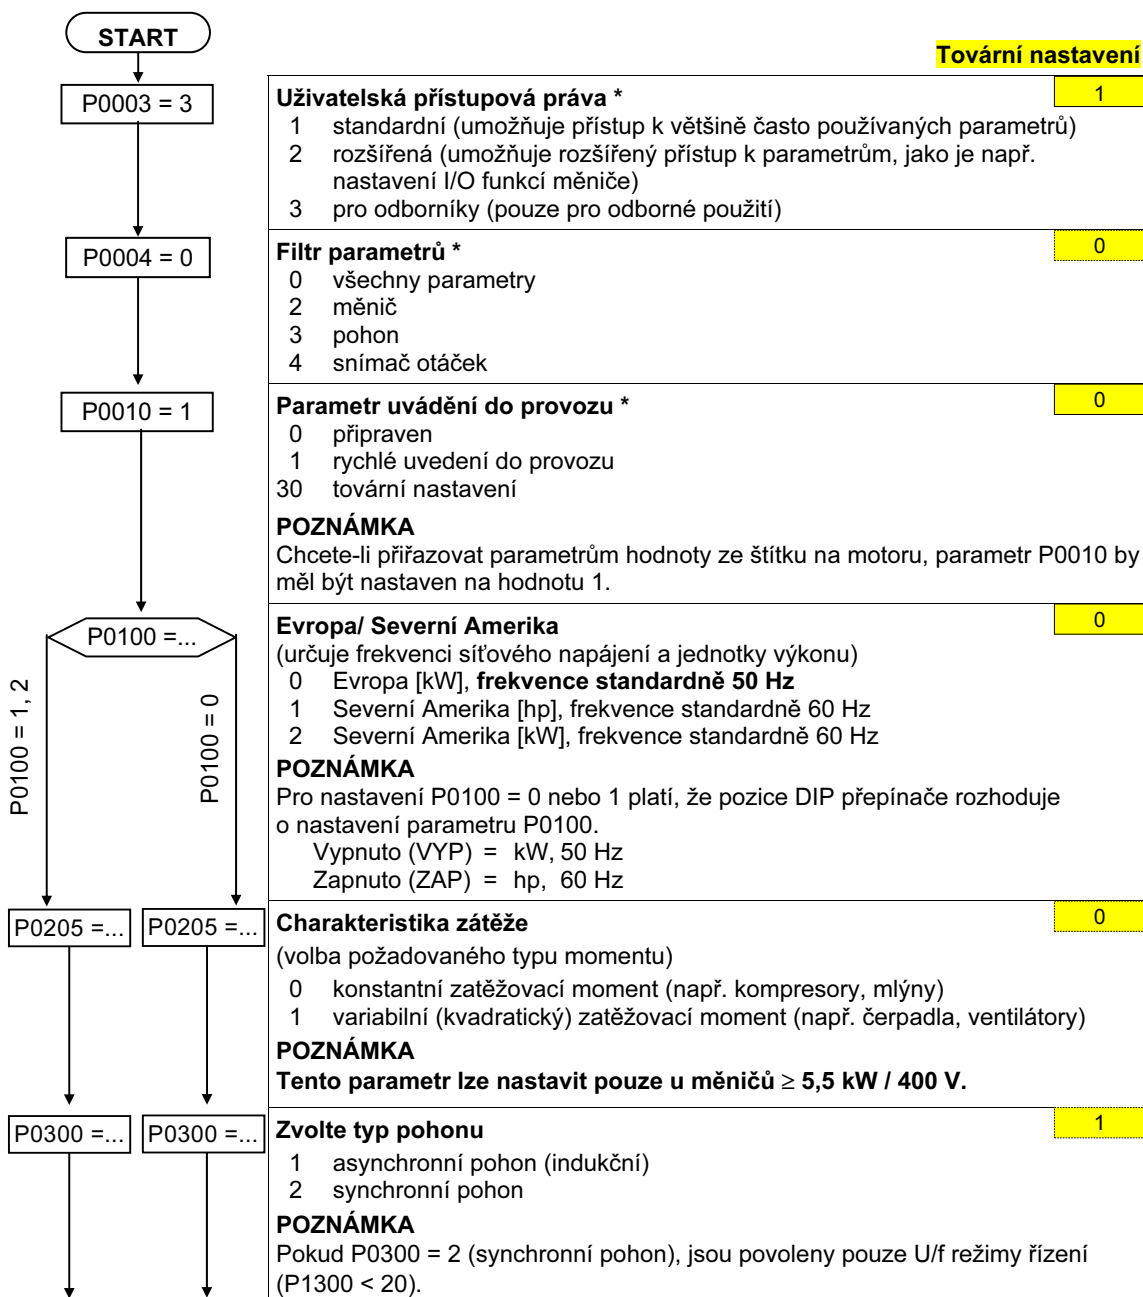 START
Tovární nastavení
P0003 = 3
Uživatelská přístupová práva *
1
1 standardní (umožňuje přístup k většině často používaných parametrů)
2 rozšířená (umožňuje rozšířený přístup k parametrům, jako je např.
nastavení I/O funkcí měniče)
3 pro odborníky (pouze pro odborné použití)
P0004 = 0
Filtr parametrů *
0
0 všechny parametry
2 měnič
3 pohon
4 snímač otáček
P0010 = 1
Parametr uvádění do provozu *
0
0 připraven
1 rychlé uvedení do provozu
30 tovární nastavení
POZNÁMKA
Chcete-li přiřazovat parametrům hodnoty ze štítku na motoru, parametr P0010 by
měl být nastaven na hodnotu 1.
P0100 =...
P0100 = 1, 2
P0100 = 0
Evropa/ Severní Amerika
0
(určuje frekvenci síťového napájení a jednotky výkonu)
0 Evropa [kW], frekvence standardně 50 Hz
1 Severní Amerika [hp], frekvence standardně 60 Hz
2 Severní Amerika [kW], frekvence standardně 60 Hz
POZNÁMKA
Pro nastavení P0100 = 0 nebo 1 platí, že pozice DIP přepínače rozhoduje
o nastavení parametru P0100.
Vypnuto (VYP) = kW, 50 Hz
Zapnuto (ZAP) = hp, 60 Hz
P0205 =...
P0205 =...
Charakteristika zátěže
0
(volba požadovaného typu momentu)
0 konstantní zatěžovací moment (např. kompresory, mlýny)
1 variabilní (kvadratický) zatěžovací moment (např. čerpadla, ventilátory)
POZNÁMKA
Tento parametr lze nastavit pouze u měničů ≥ 5,5 kW / 400 V.
P0300 =...
P0300 =...
Zvolte typ pohonu
1
1 asynchronní pohon (indukční)
2 synchronní pohon
POZNÁMKA
Pokud P0300 = 2 (synchronní pohon), jsou povoleny pouze U/f režimy řízení
(P1300 < 20).